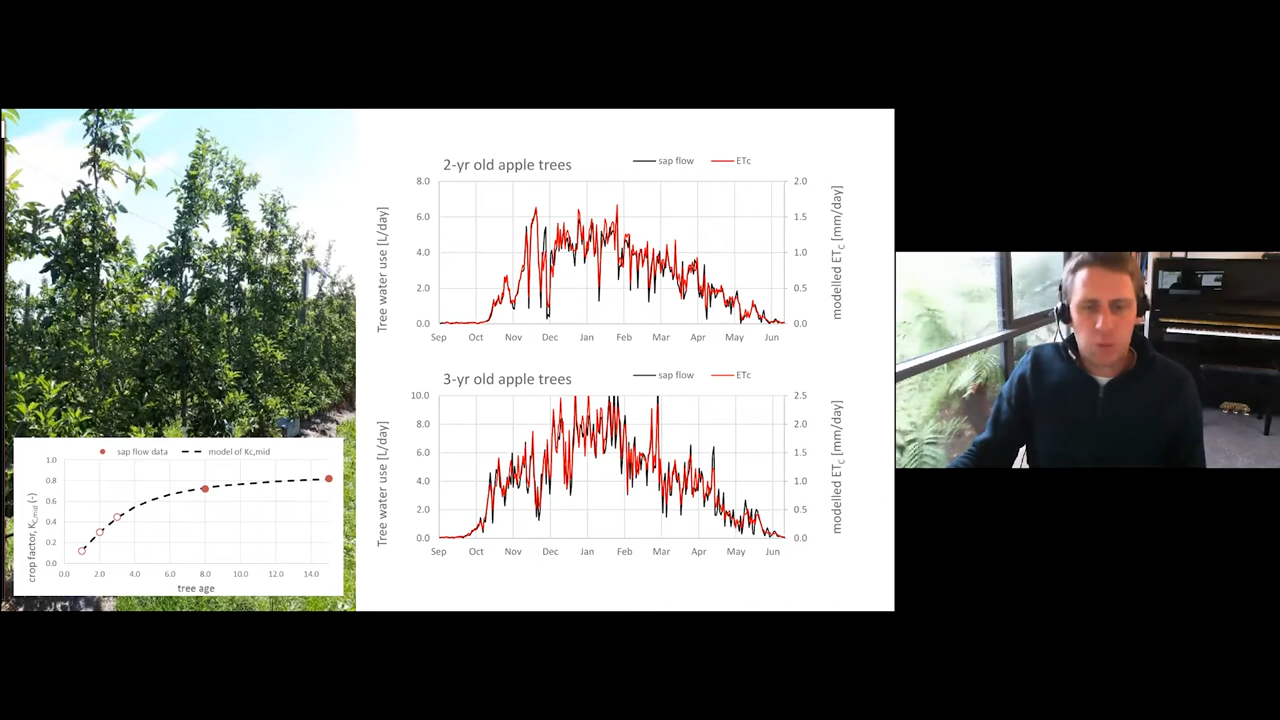 2-yr old apple trees
sap flow
ETc
8.0
6.0
4.0
2.0
0.0
2.0
1.5
1.0
0.5
0.0
Tree water use [L/day]
modelled ETC [mm/day]
Sep Oct Nov Dec Jan Feb Mar Apr May Jun
3-yr old apple trees
sap flow
ETc
10.0
8.0
6.0
4.0
2.0
0.0
2.5
2.0
1.5
1.0
0.5
0.0
Tree water use [L/day]
modelled ETC [mm/day]
Sep Oct Nov Dec Jan Feb Mar Apr May Jun
sap flow data
model of Kc,mid
1.0
0.8
0.6
0.4
0.2
0.0
crop factor, KC,mid (-)
0.0 2.0 4.0 6.0 8.0 10.0 12.0 14.0
tree age